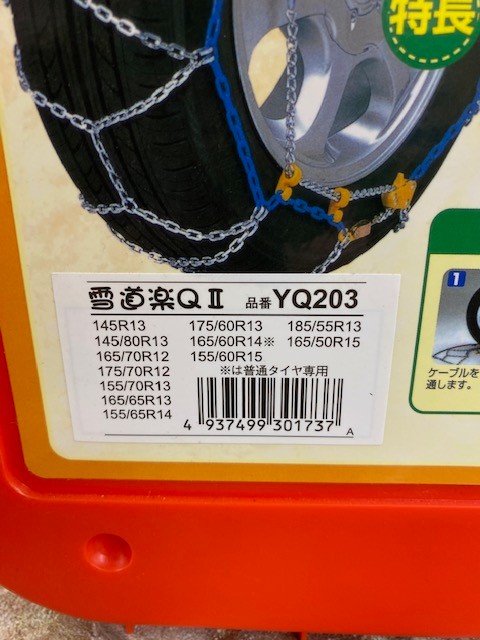 特長
雪道楽QⅡ 品番 YQ203
145R13 175/60R13 185/55R13
145/80R13 165/60R14※ 165/50R15
165/70R12 155/60R15
175/70R12 ※は普通タイヤ専用
155/70R13
165/65R13
155/65R14
4 937499 301737 A
1
ケーブルを
通します。